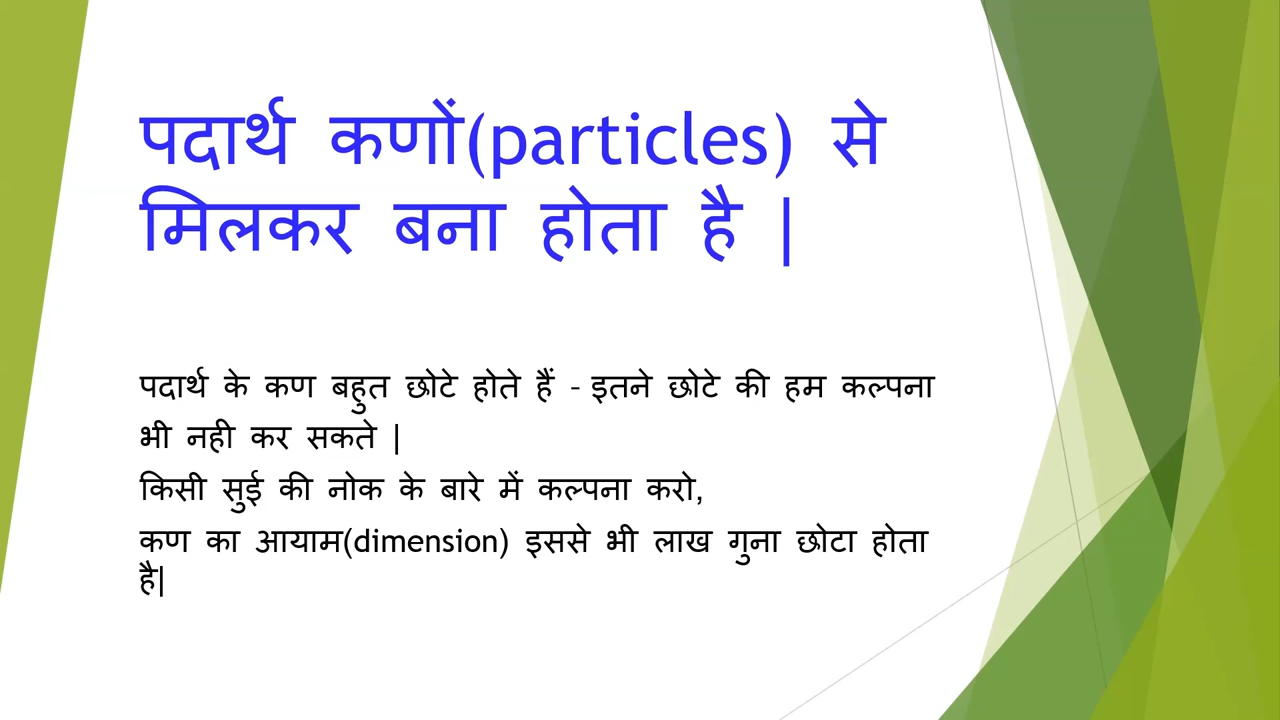 पदार्थ कणों(particles) से
मिलकर बना होता है |
पदार्थ के कण बहुत छोटे होते हैं - इतने छोटे की हम कल्पना
भी नही कर सकते |
किसी सुई की नोक के बारे में कल्पना करो,
कण का आयाम(dimension) इससे भी लाख गुना छोटा होता
है|